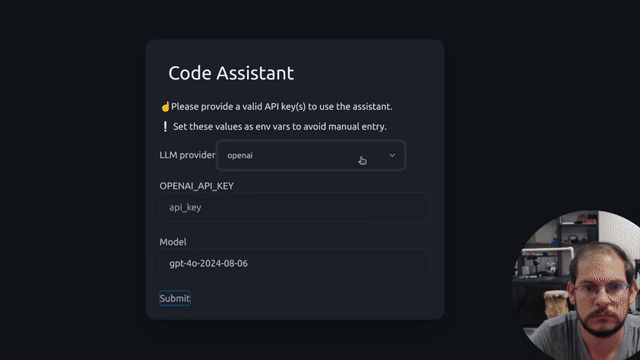 Code Assistant
☝Please provide a valid API key(s) to use the assistant.
❗ Set these values as env vars to avoid manual entry.
LLM provider openai
OPENAI_API_KEY
api_key
Model
gpt-4o-2024-08-06
Submit